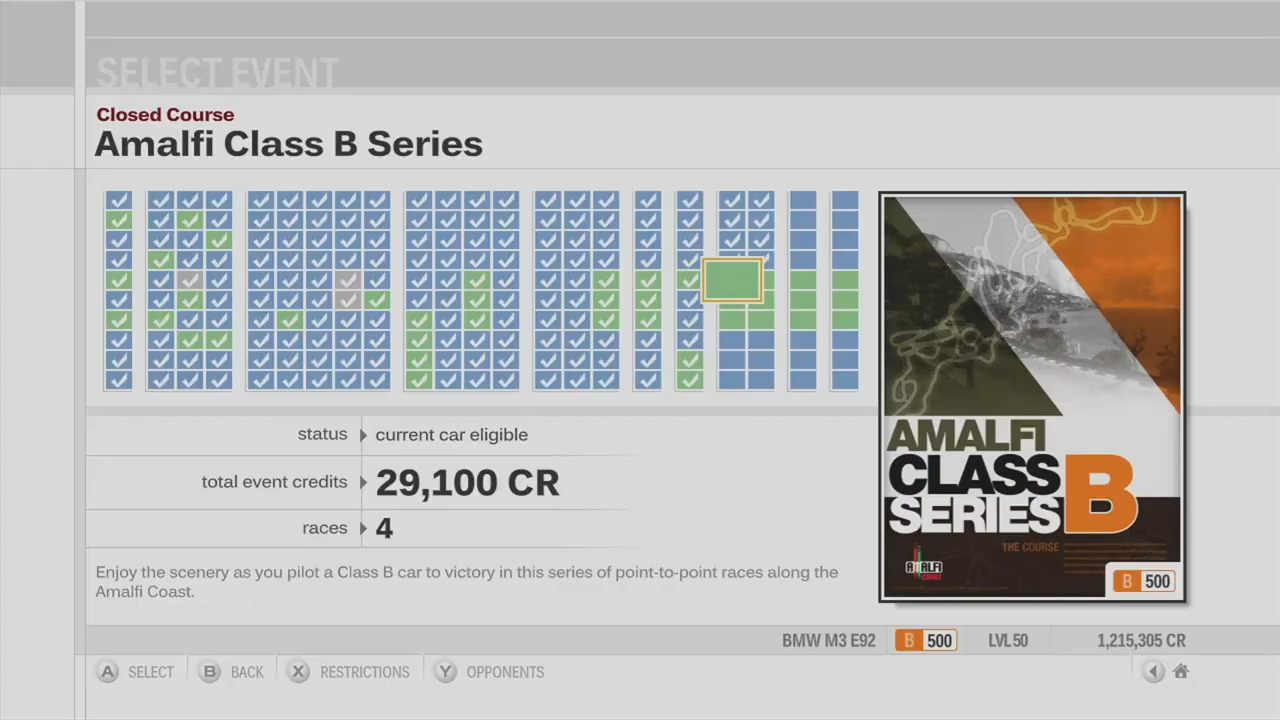 SELECT EVENT
Closed Course
Amalfi Class B Series
status
current car eligible
total event credits
29,100 CR
races
4
Enjoy the scenery as you pilot a Class B car to victory in this series of point-to-point races along the
Amalfi Coast.
AMALFI
CLASS
SERIES B
THE COURSE
AMALFI
COAST
B 500
BMW M3 E92
B 500
LVL50
1,215,305 CR
A SELECT
B BACK
X RESTRICTIONS
Y OPPONENTS